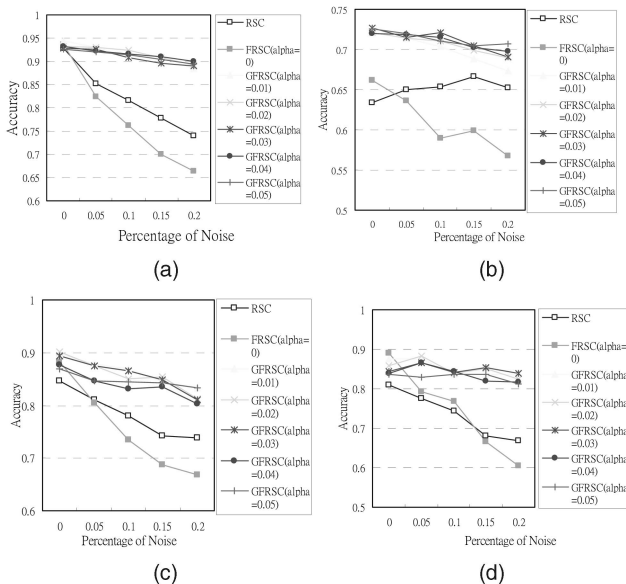 0.95
0.9
0.85
0.8
0.75
0.7
0.65
0.6
Accuracy
0 0.05 0.1 0.15 0.2
Percentage of Noise
RSC
FRSC(alpha=
0)
GFRSC(alpha
=0.01)
GFRSC(alpha
=0.02)
GFRSC(alpha
=0.03)
GFRSC(alpha
=0.04)
GFRSC(alpha
=0.05)
(a)
0.75
0.7
0.65
0.6
0.55
0.5
Accuracy
0 0.05 0.1 0.15 0.2
Percentage of Noise
RSC
FRSC(alpha=
0)
GFRSC(alpha
=0.01)
GFRSC(alpha
=0.02)
GFRSC(alpha
=0.03)
GFRSC(alpha
=0.04)
GFRSC(alpha
=0.05)
(b)
1
0.9
0.8
0.7
0.6
Accuracy
0 0.05 0.1 0.15 0.2
Percentage of Noise
RSC
FRSC(alpha=
0)
GFRSC(alpha
=0.01)
GFRSC(alpha
=0.02)
GFRSC(alpha
=0.03)
GFRSC(alpha
=0.04)
GFRSC(alpha
=0.05)
(c)
1
0.9
0.8
0.7
0.6
0.5
Accuracy
0 0.05 0.1 0.15 0.2
Percentage of Noise
RSC
FRSC(alpha=
0)
GFRSC(alpha
=0.01)
GFRSC(alpha
=0.02)
GFRSC(alpha
=0.03)
GFRSC(alpha
=0.04)
GFRSC(alpha
=0.05)
(d)